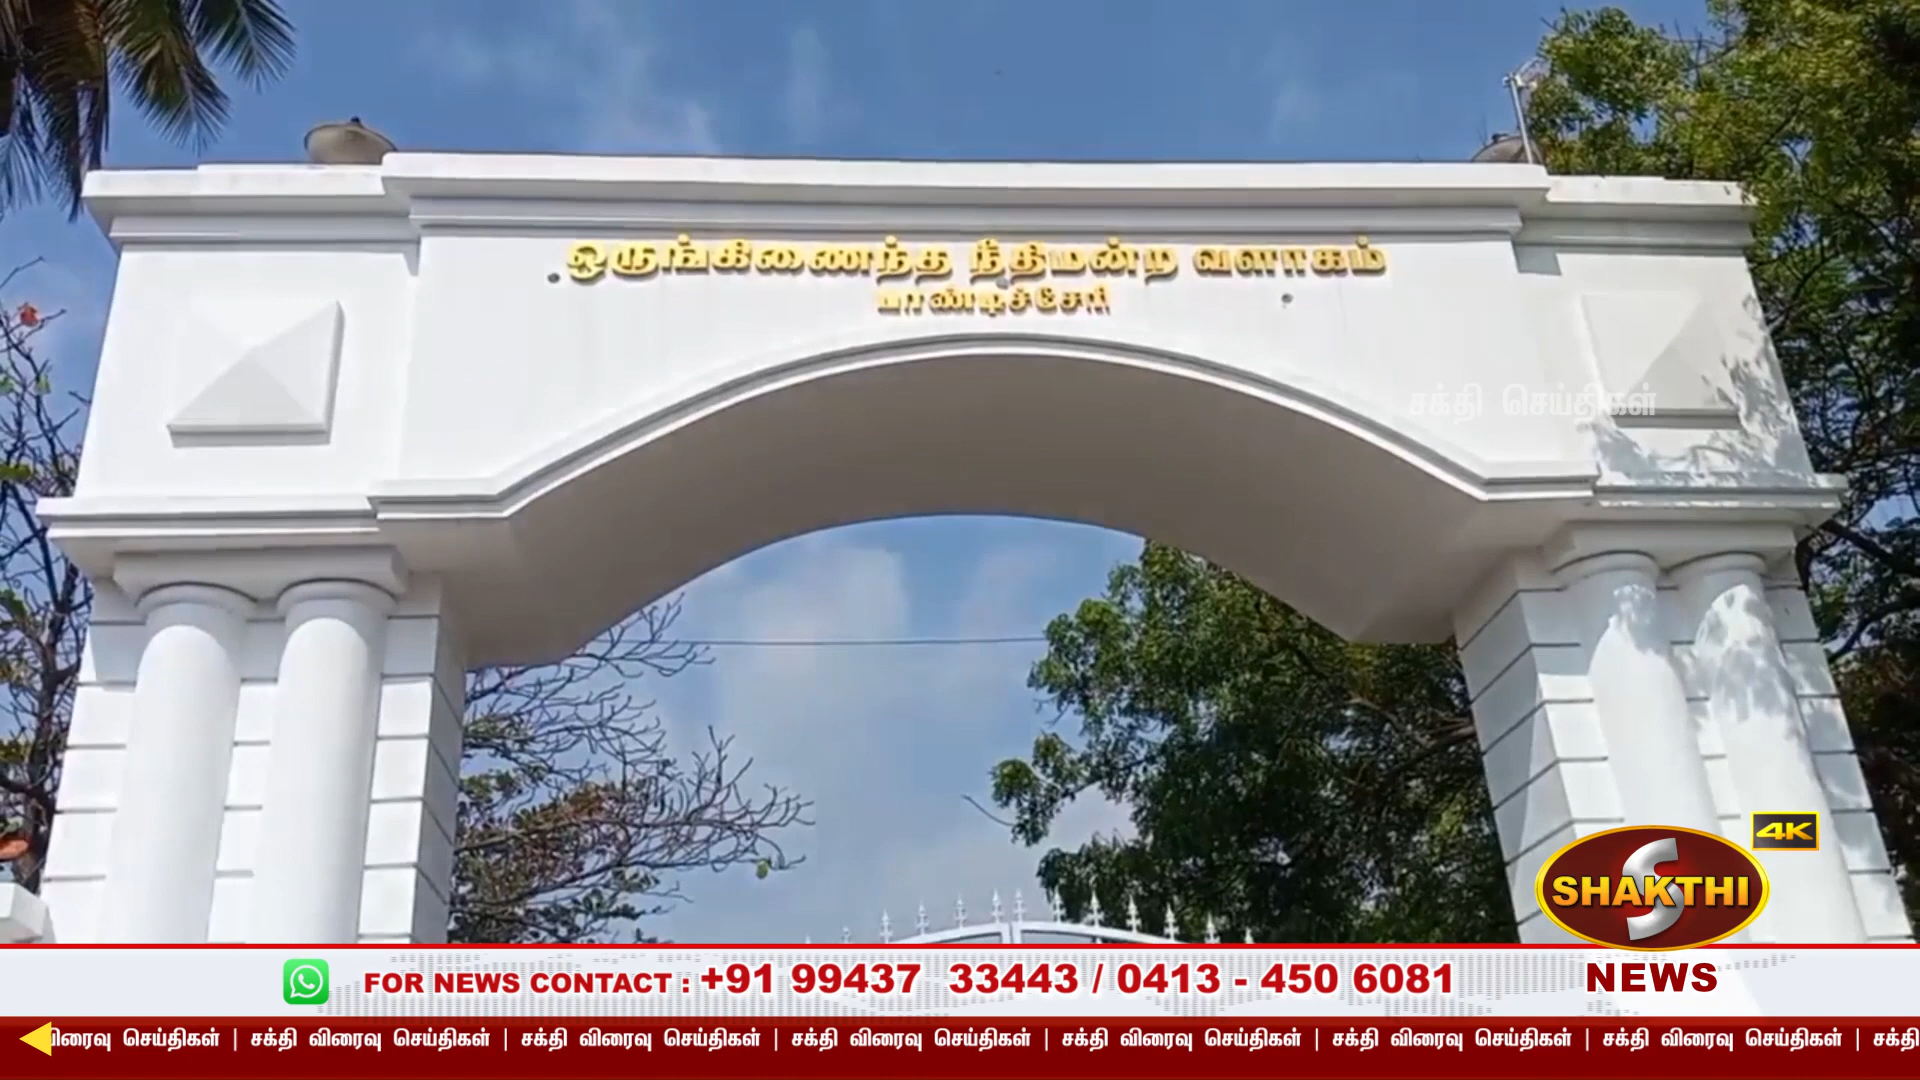 ஒருங்கிணைந்த நீதிமன்ற வளாகம்
பாண்டிச்சேரி
சக்தி செய்திகள்
4K
SHAKTHI
NEWS
FOR NEWS CONTACT : +91 99437 33443 / 0413 - 450 6081
விரைவு செய்திகள் | சக்தி விரைவு செய்திகள் | சக்தி விரைவு செய்திகள் | சக்தி விரைவு செய்திகள் | சக்தி விரைவு செய்திகள் | சக்தி விரைவு செய்திகள் | சக்தி விரைவு செய்திகள் | சக்தி